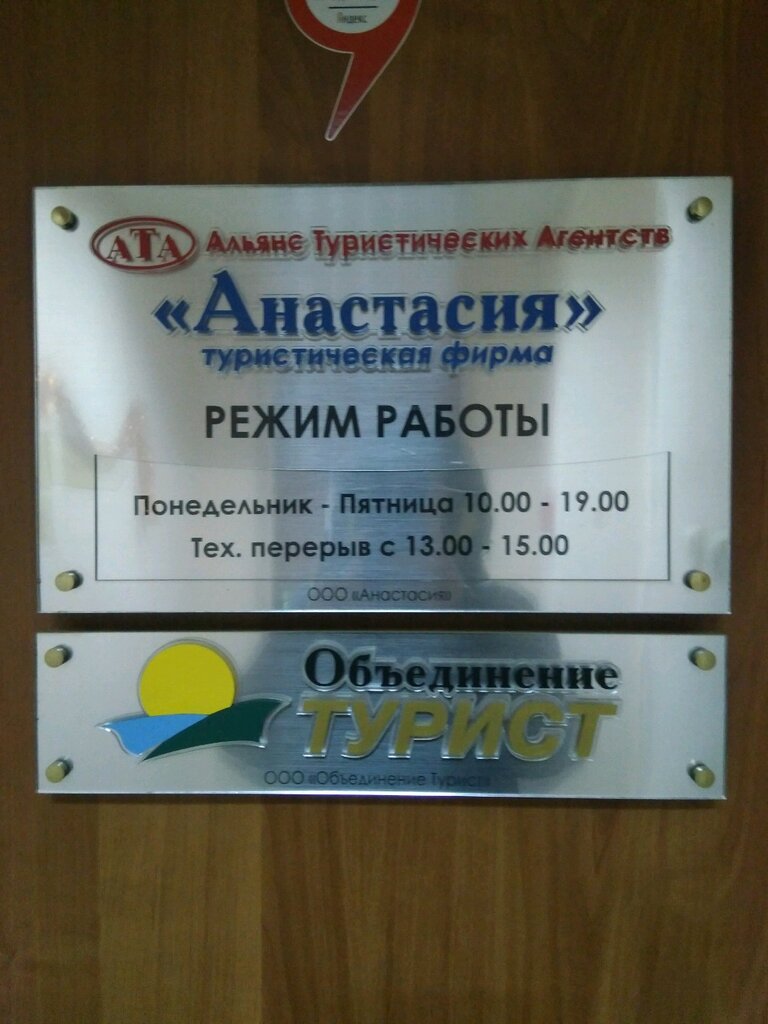 Яндекс
АТА Альянс Туристических Агентств
«Анастасия»
туристическая фирма
РЕЖИМ РАБОТЫ
Понедельник - Пятница 10.00 - 19.00
Тех. перерыв с 13.00 - 15.00
ООО «Анастасия»
Объединение
ТУРИСТ
ООО «Объединение Турист»